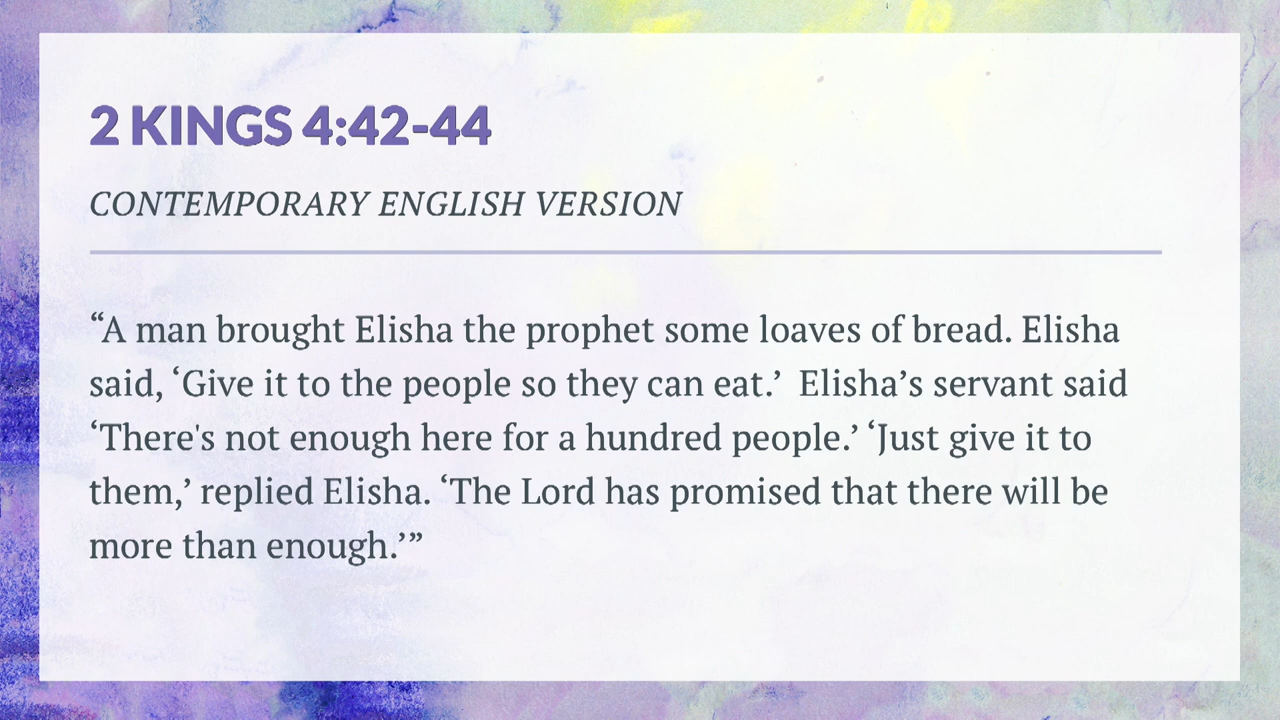 2 KINGS 4:42-44
CONTEMPORARY ENGLISH VERSION
“A man brought Elisha the prophet some loaves of bread. Elisha
said, ‘Give it to the people so they can eat.’  Elisha’s servant said
‘There's not enough here for a hundred people.’ ‘Just give it to
them,’ replied Elisha. ‘The Lord has promised that there will be
more than enough.’”